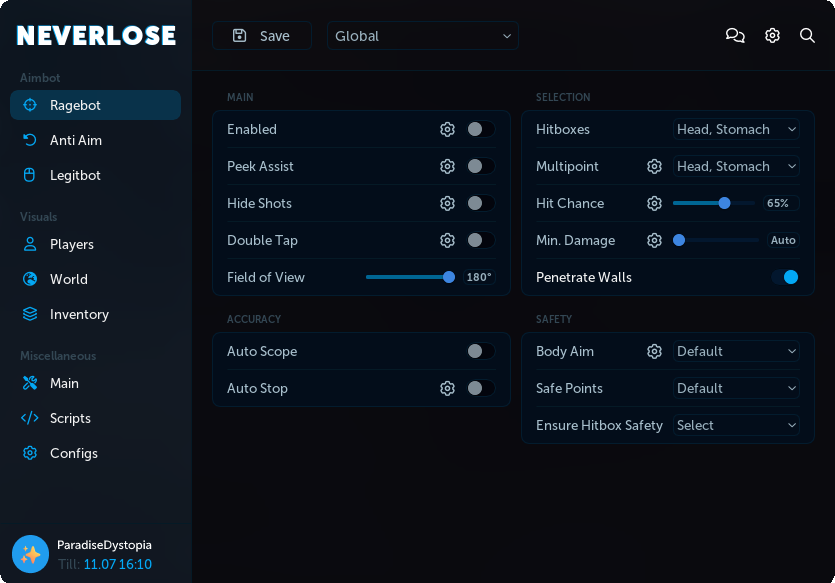 NEVERLOSE
Aimbot
Ragebot
Anti Aim
Legitbot
Visuals
Players
World
Inventory
Miscellaneous
Main
Scripts
Configs
ParadiseDystopia
Till: 11.07 16:10
Save
Global
MAIN
Enabled
Peek Assist
Hide Shots
Double Tap
Field of View 180°
ACCURACY
Auto Scope
Auto Stop
SELECTION
Hitboxes Head, Stomach
Multipoint Head, Stomach
Hit Chance 65%
Min. Damage Auto
Penetrate Walls
SAFETY
Body Aim Default
Safe Points Default
Ensure Hitbox Safety Select